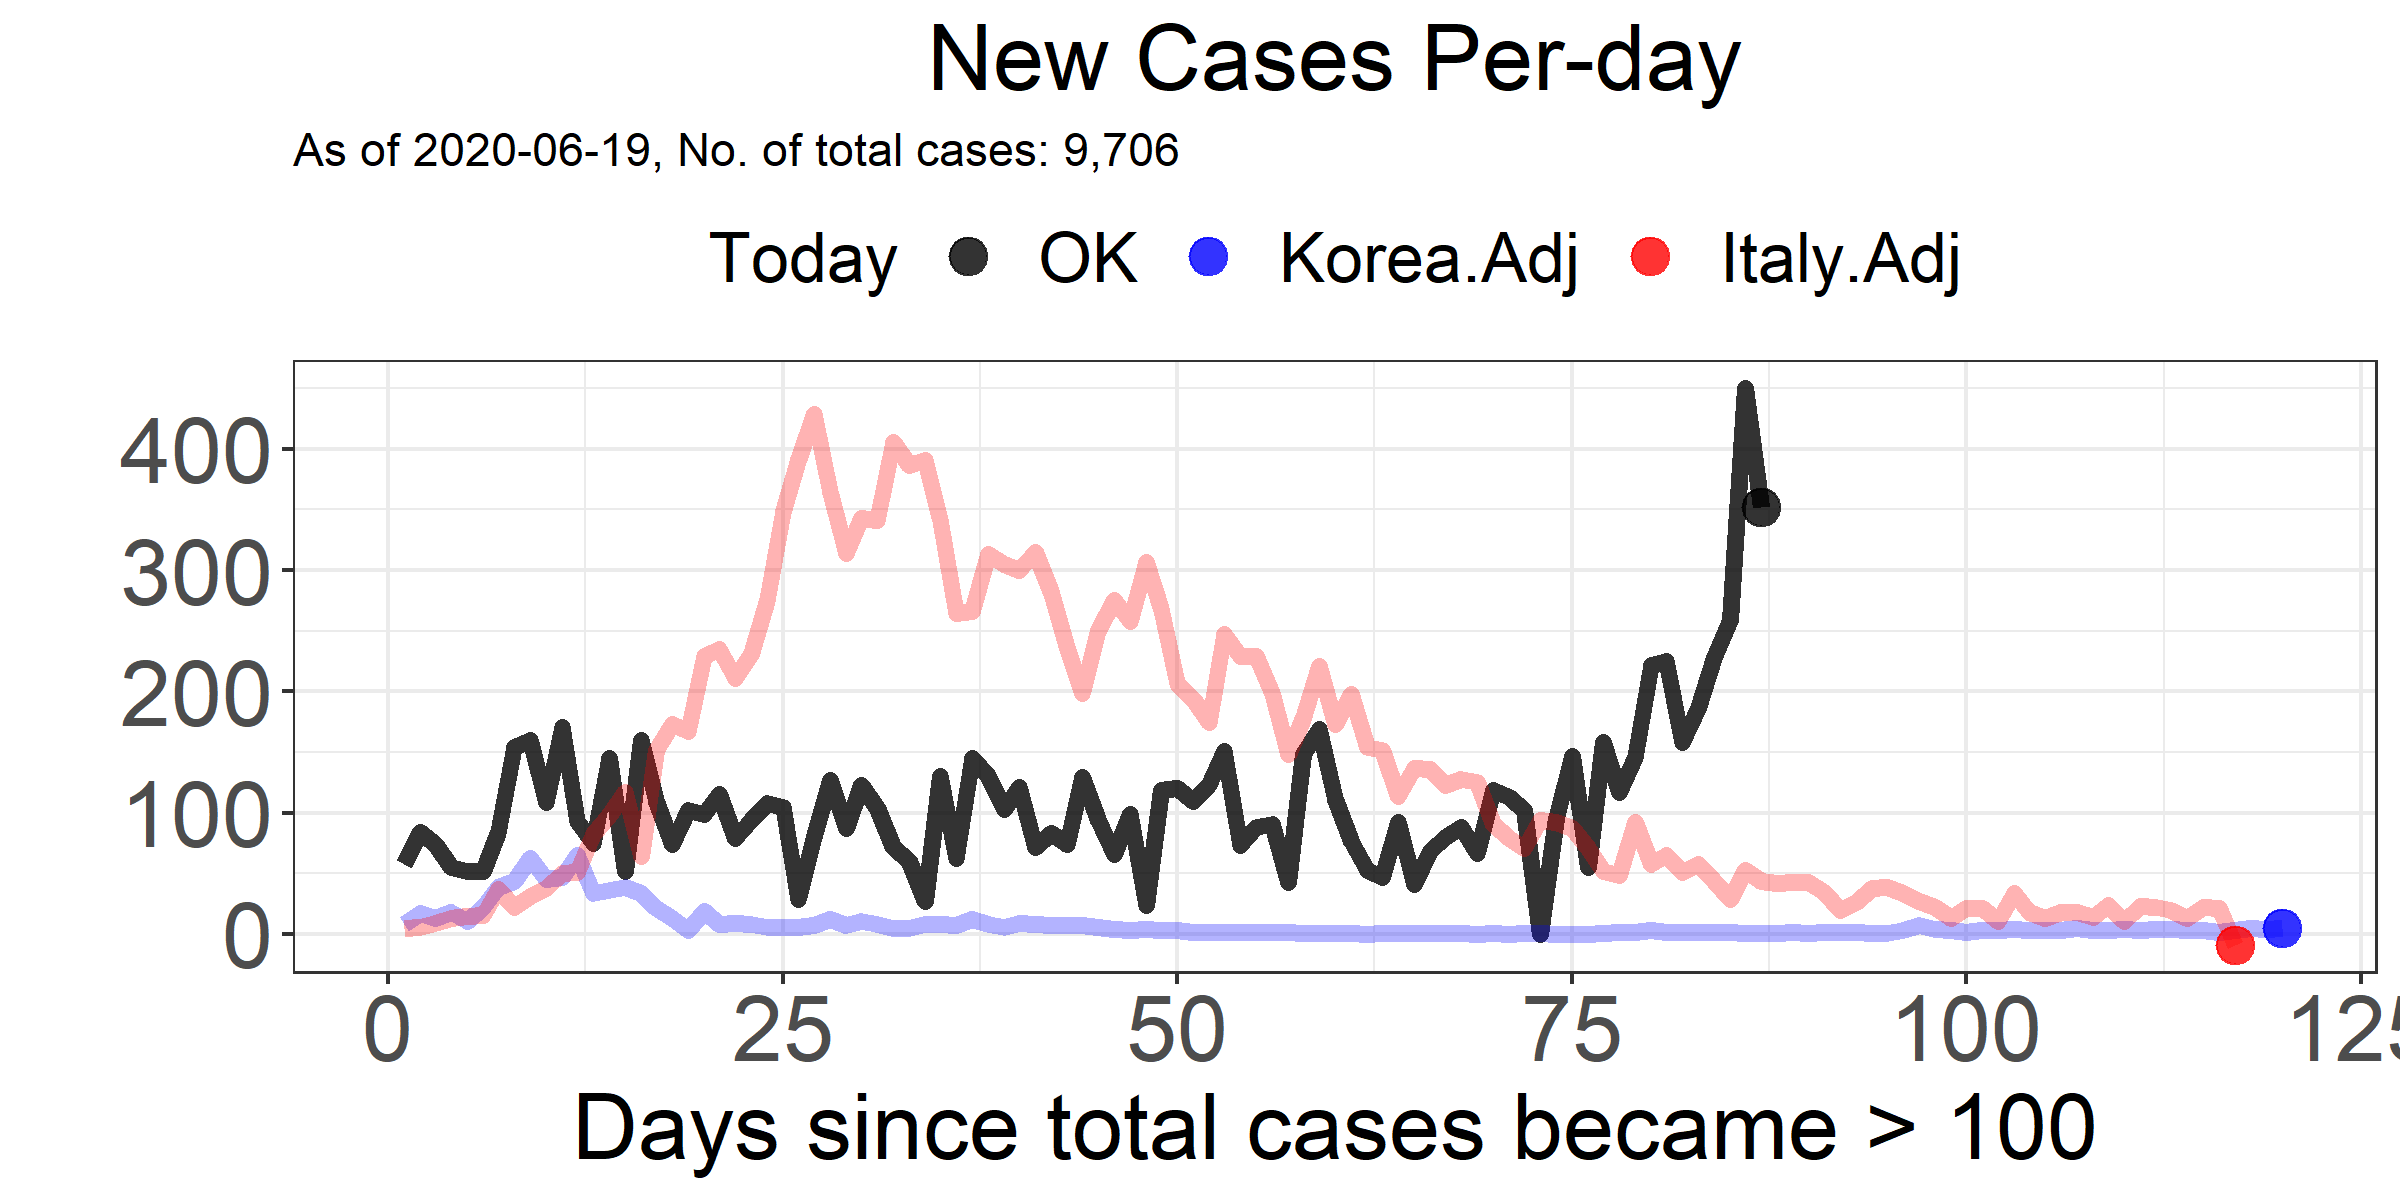 New Cases Per-day
As of 2020-06-19, No. of total cases: 9,706
Today OK Korea.Adj Italy.Adj
400
300
200
100
0
0 25 50 75 100 125
Days since total cases became > 100